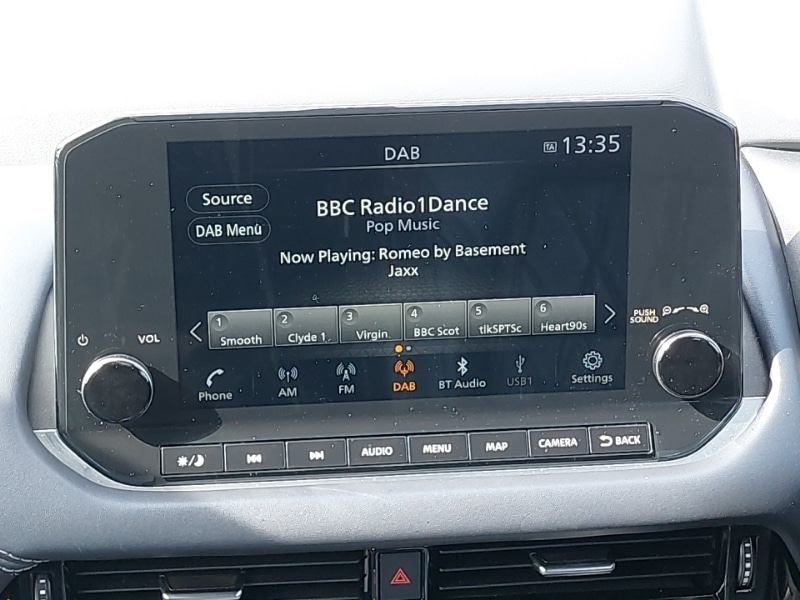 DAB
TA 13:35
Source
BBC Radio1Dance
Pop Music
DAB Menu
Now Playing: Romeo by Basement
Jaxx
1 Smooth
2 Clyde 1
3 Virgin
4 BBC Scot
5 tlkSPTSc
6 Heart90s
VOL
PUSH
SOUND
Phone
AM
FM
DAB
BT Audio
USB1
Settings
AUDIO
MENU
MAP
CAMERA
BACK